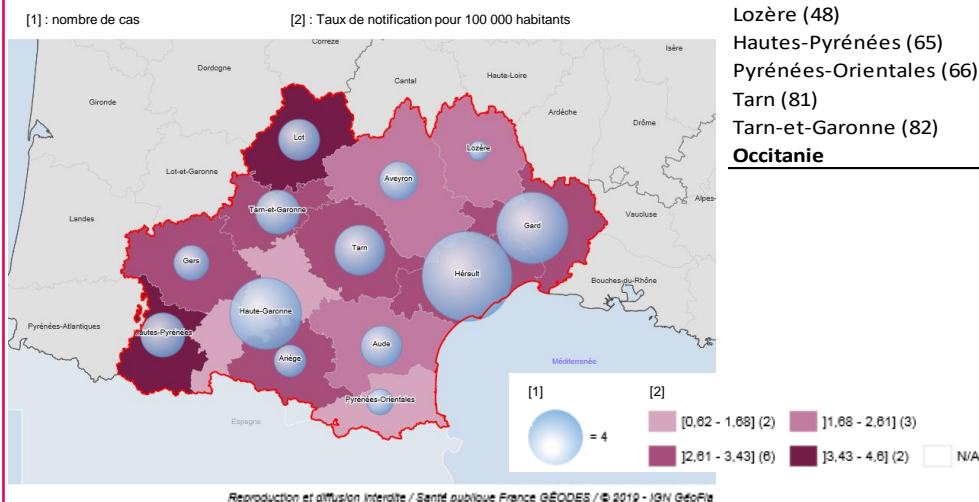 [1] : nombre de cas
[2] : Taux de notification pour 100 000 habitants
Lozère (48)
Hautes-Pyrénées (65)
Pyrénées-Orientales (66)
Tarn (81)
Tarn-et-Garonne (82)
Occitanie
Corrèze
Isère
Dordogne
Cantal
Haute-Loire
Gironde
Ardèche
Drôme
Lot
Lozère
Lot-et-Garonne
Aveyron
Tarn-et-Garonne
Alpes-
Landes
Vaucluse
Gard
Tarn
Gers
Hérault
Bouches-du-Rhône
Haute-Garonne
Pyrénées-Atlantiques
Hautes-Pyrénées
Aude
Ariège
Méditerranée
Pyrénées-Orientales
Espagne
[1]
[2]
= 4
[0,62 - 1,68] (2)
]1,68 - 2,61] (3)
]2,61 - 3,43] (6)
]3,43 - 4,6] (2)
N/A
Reproduction et diffusion interdite / Santé publique France GÉODES / © 2019 - IGN GéoFla